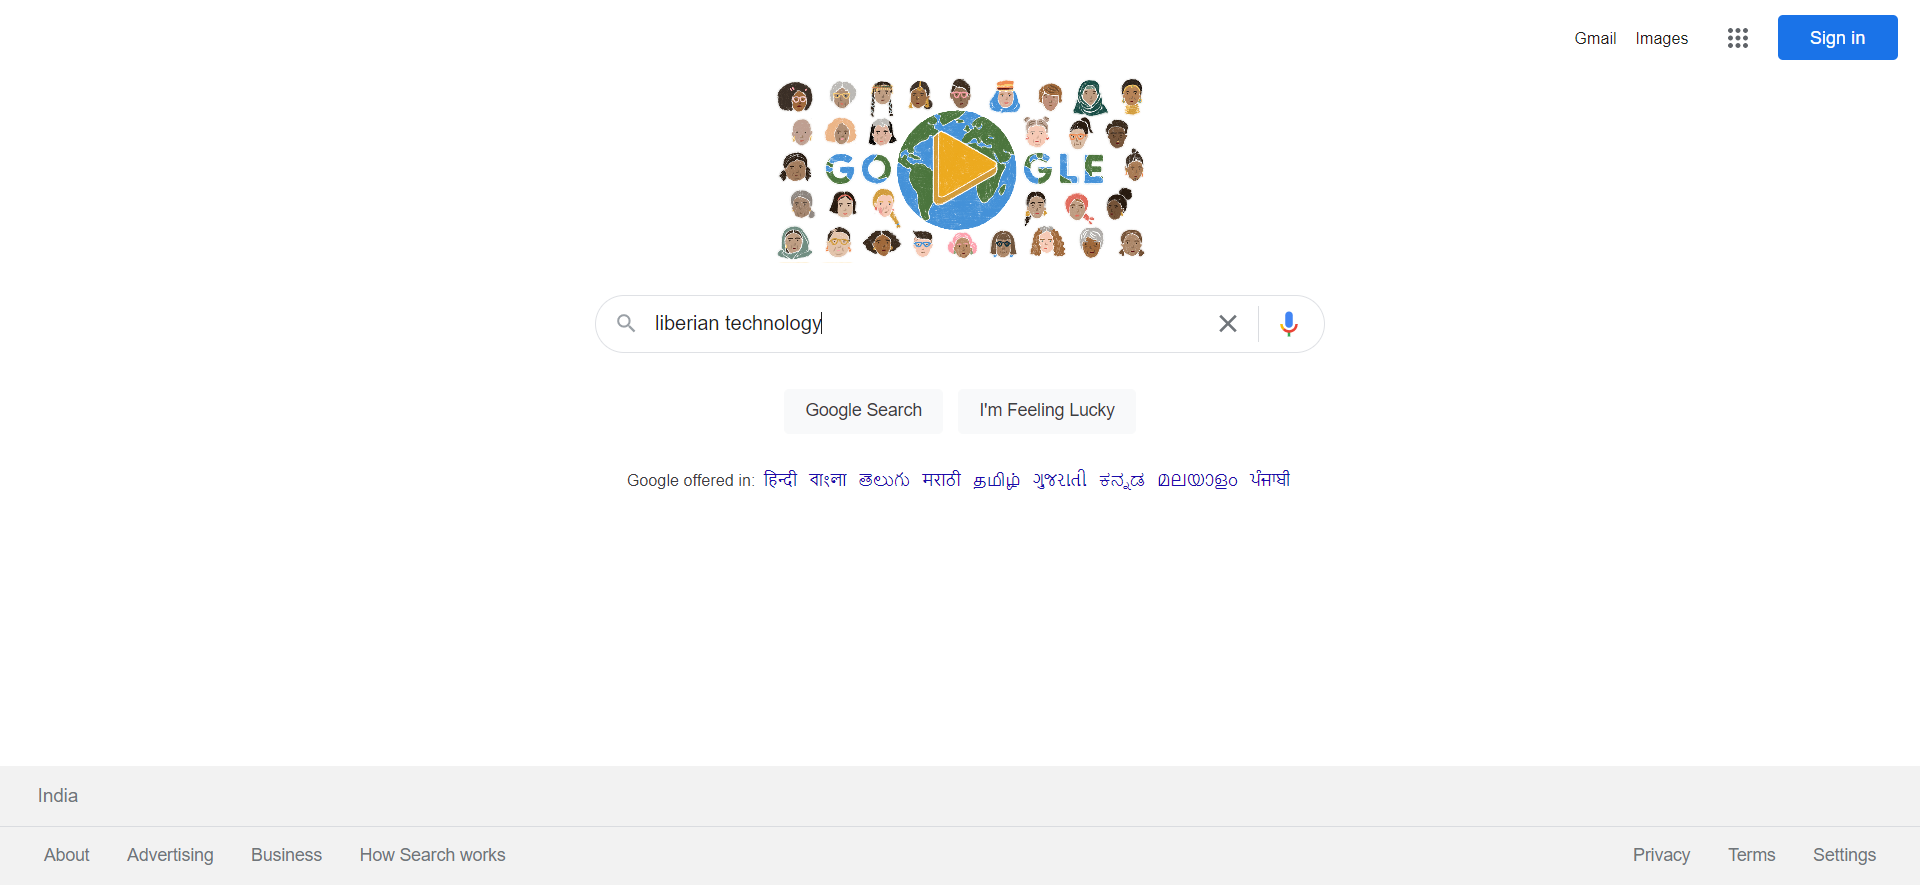 Gmail Images Sign in
GO GLE
liberian technology
Google Search I'm Feeling Lucky
Google offered in: हिन्दी বাংলা తెలుగు मराठी தமிழ் ગુજરાતી ಕನ್ನಡ മലയാളം ਪੰਜਾਬੀ
India
About Advertising Business How Search works Privacy Terms Settings